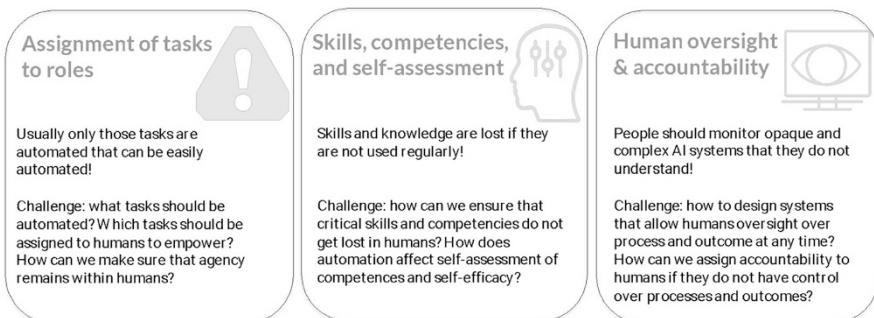 Assignment of tasks
to roles
Usually only those tasks are
automated that can be easily
automated!
Challenge: what tasks should be
automated? Which tasks should be
assigned to humans to empower?
How can we make sure that agency
remains within humans?
Skills, competencies,
and self-assessment
Skills and knowledge are lost if they
are not used regularly!
Challenge: how can we ensure that
critical skills and competencies do not
get lost in humans? How does
automation affect self-assessment of
competences and self-efficacy?
Human oversight
& accountability
People should monitor opaque and
complex AI systems that they do not
understand!
Challenge: how to design systems
that allow humans oversight over
process and outcome at any time?
How can we assign accountability to
humans if they do not have control
over processes and outcomes?